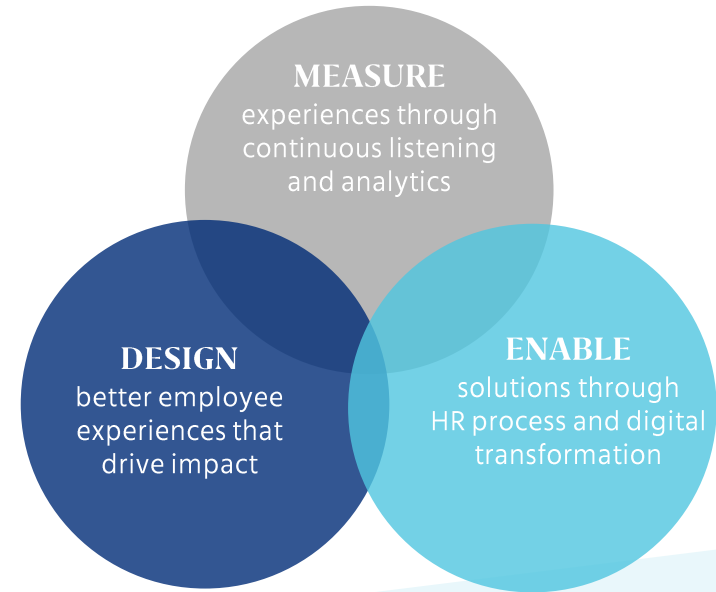 MEASURE
experiences through
continuous listening
and analytics
DESIGN
better employee
experiences that
drive impact
ENABLE
solutions through
HR process and digital
transformation